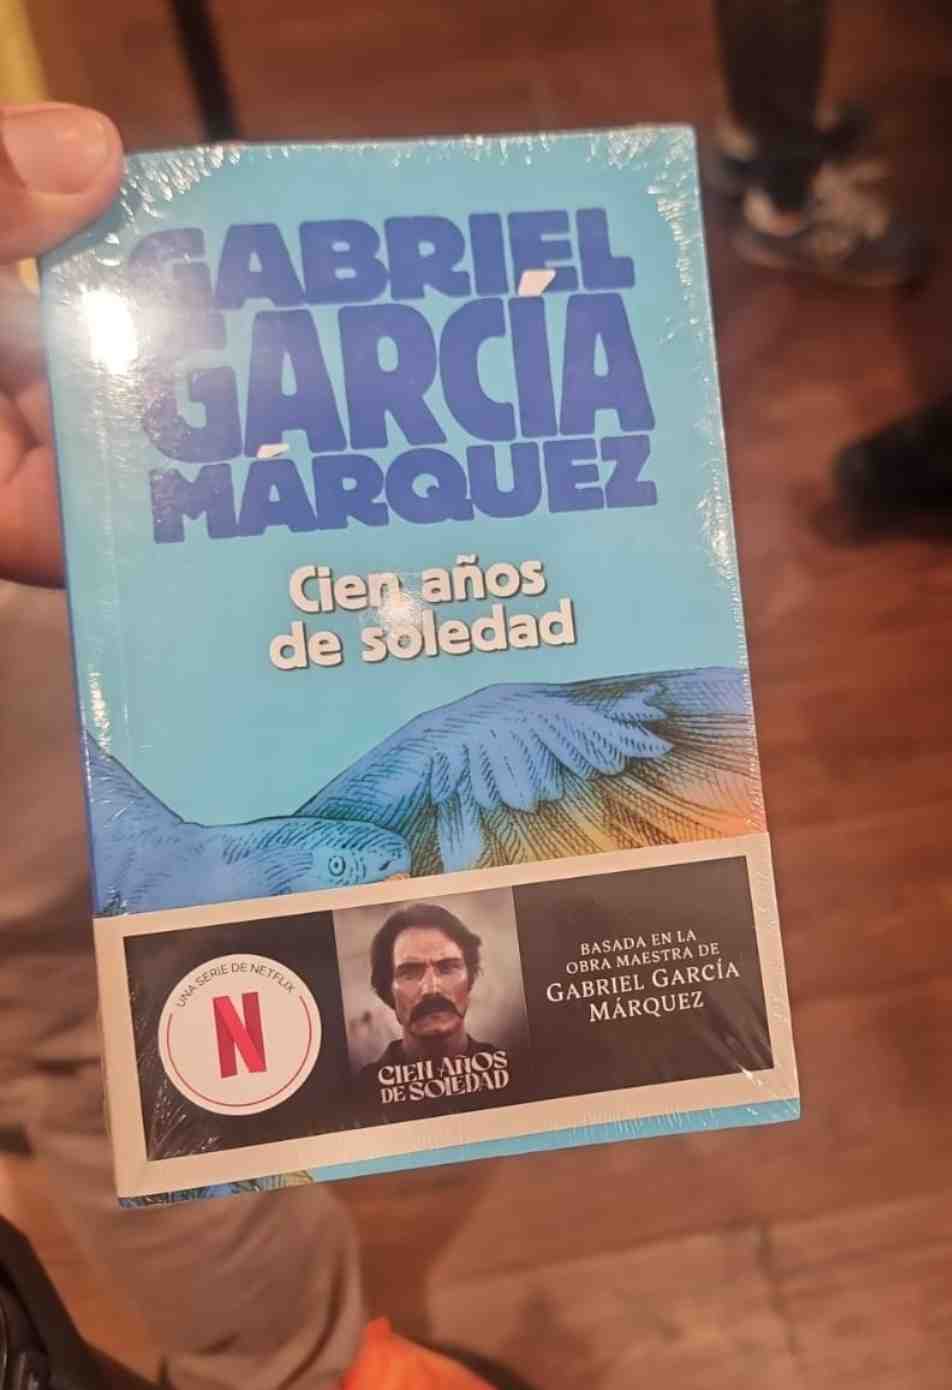 GABRIEL
GARCÍA
MÁRQUEZ
Cien años
de soledad
UNA SERIE DE NETFLIX
N
CIEN AÑOS
DE SOLEDAD
BASADA EN LA
OBRA MAESTRA DE
GABRIEL GARCÍA
MÁRQUEZ